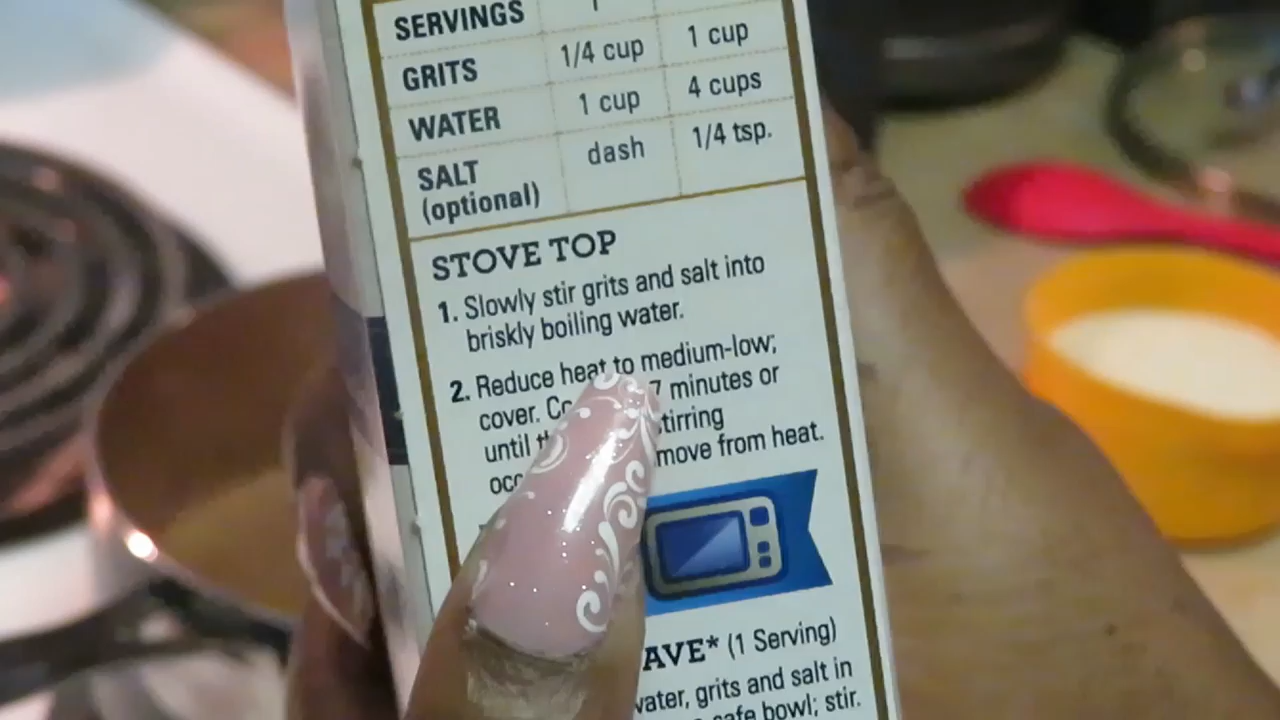 SERVINGS 1
GRITS 1/4 cup 1 cup
WATER 1 cup 4 cups
SALT dash 1/4 tsp.
(optional)
STOVE TOP
1. Slowly stir grits and salt into
briskly boiling water.
2. Reduce heat to medium-low;
cover. 7 minutes or
until
move from heat.
AVE* (1 Serving)
water, grits and salt in
safe bowl; stir.